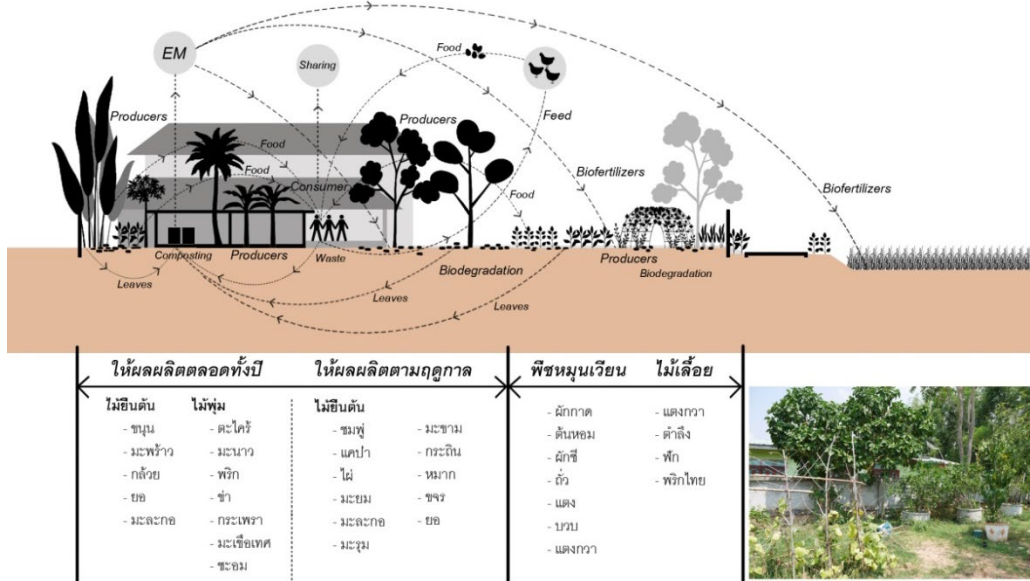 EM
Sharing
Food
Feed
Producers
Producers
Food
Food
Consumer
Food
Biofertilizers
Biofertilizers
Composting
Producers
Waste
Biodegradation
Producers
Biodegradation
Leaves
Leaves
Leaves
ให้ผลผลิตตลอดทั้งปี
ไม้ยืนต้น
- ขนุน
- มะพร้าว
- กล้วย
- ยอ
- มะละกอ
ไม้พุ่ม
- ตะไคร้
- มะนาว
- พริก
- ข่า
- กระเพรา
- มะเขือเทศ
- ชะอม
ให้ผลผลิตตามฤดูกาล
ไม้ยืนต้น
- ชมพู่
- แคป่า
- ไผ่
- มะยม
- มะละกอ
- มะรุม
- มะขาม
- กระถิน
- หมาก
- ขจร
- ยอ
พืชหมุนเวียน
- ผักกาด
- ต้นหอม
- ผักชี
- ถั่ว
- แตง
- บวบ
- แตงกวา
ไม้เลื้อย
- แตงกวา
- ตำลึง
- ฟัก
- พริกไทย